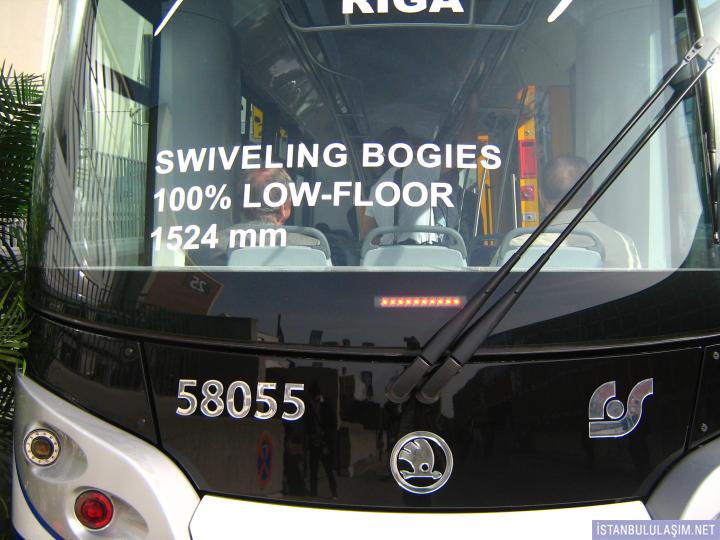 RIGA
SWIVELING BOGIES
100% LOW-FLOOR
1524 mm
25
58055
İSTANBULULAŞIM.NET